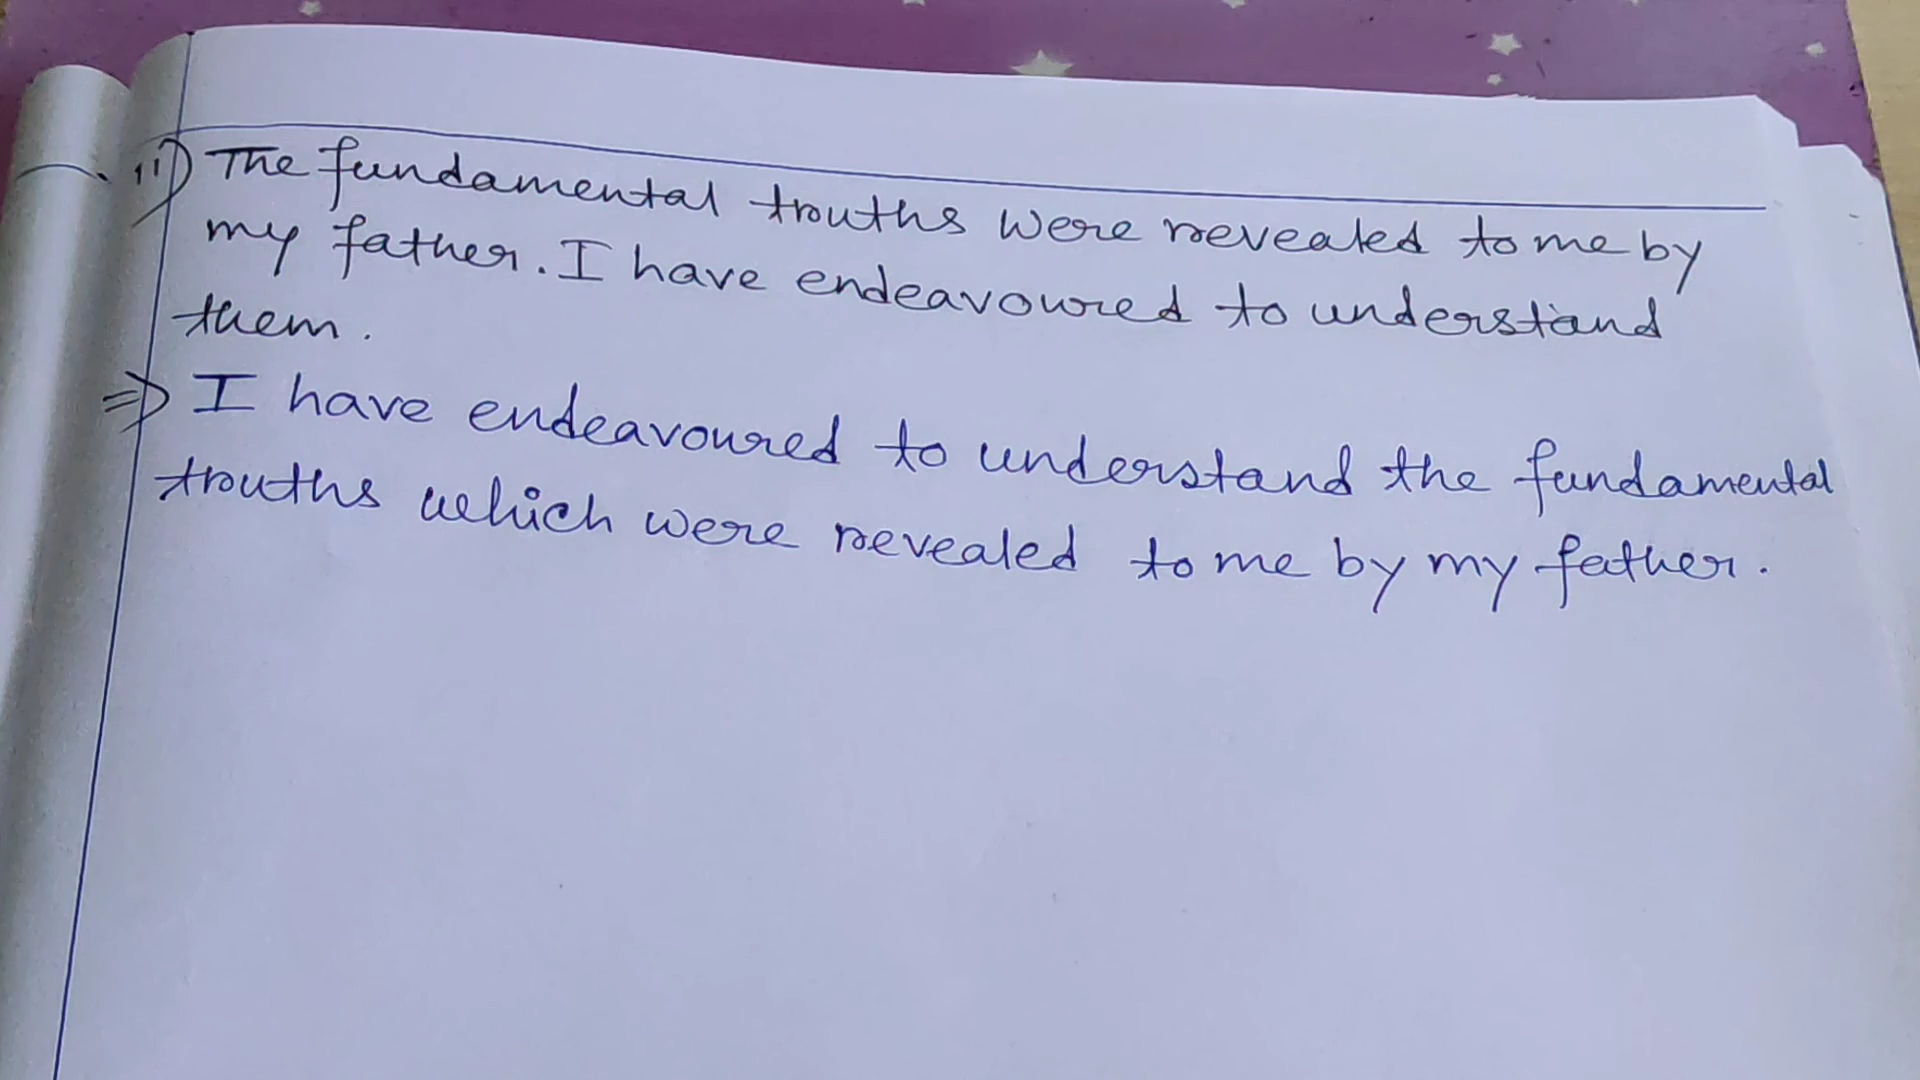 ii) The fundamental truths were revealed to me by
my father. I have endeavoured to understand
them.
⇒ I have endeavoured to understand the fundamental
truths which were revealed to me by my father.